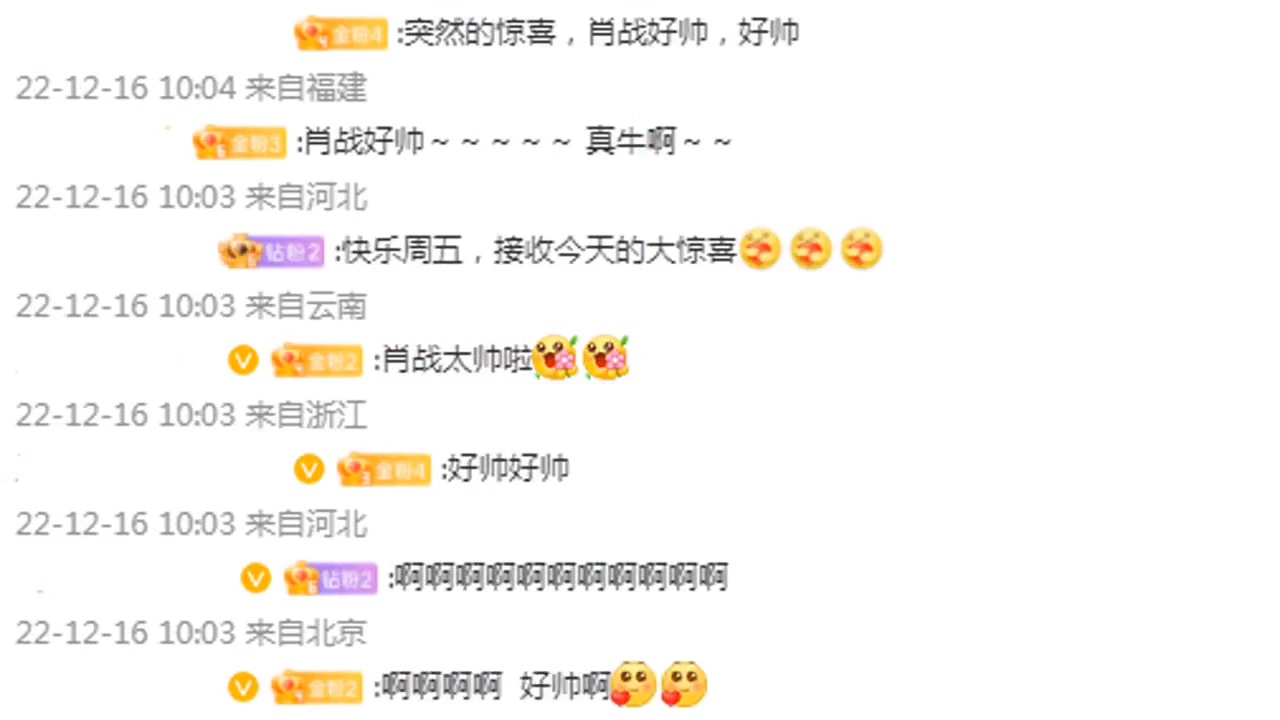 金粉4 :突然的惊喜，肖战好帅，好帅
22-12-16 10:04 来自福建
金粉3 :肖战好帅～～～～～ 真牛啊～～
22-12-16 10:03 来自河北
钻粉2 :快乐周五，接收今天的大惊喜
22-12-16 10:03 来自云南
金粉2 :肖战太帅啦
22-12-16 10:03 来自浙江
金粉4 :好帅好帅
22-12-16 10:03 来自河北
钻粉2 :啊啊啊啊啊啊啊啊啊啊啊
22-12-16 10:03 来自北京
金粉2 :啊啊啊啊 好帅啊